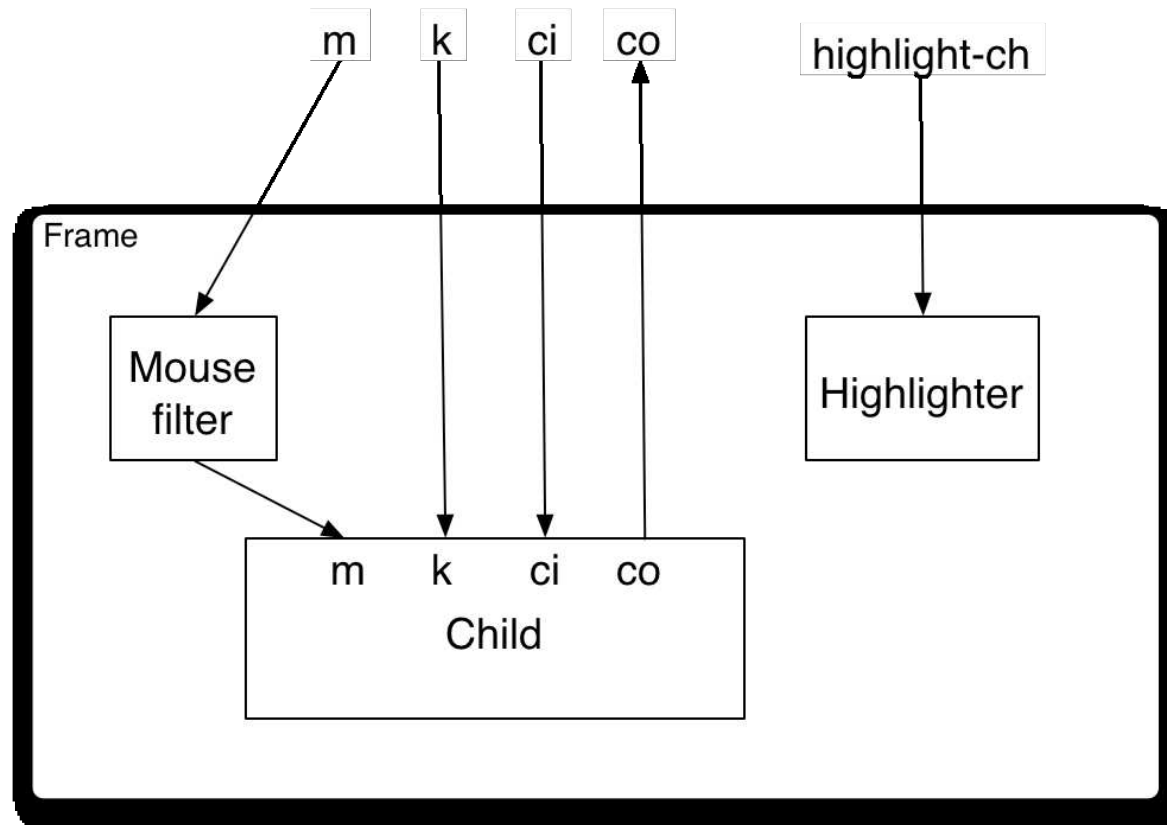 m k ci co
highlight-ch
Frame
Mouse
filter
Highlighter
m k ci co
Child